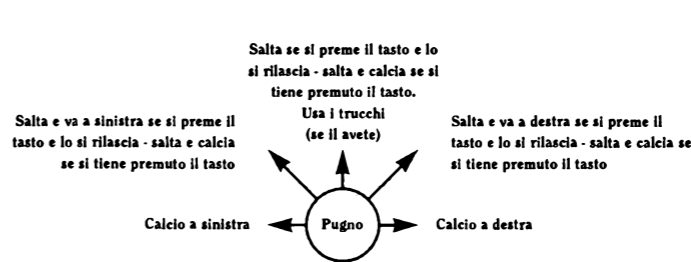 Salta se si preme il tasto e lo
si rilascia - salta e calcia se si
tiene premuto il tasto.
Usa i trucchi
(se il avete)
Salta e va a sinistra se si preme il
tasto e lo si rilascia - salta e calcia
se si tiene premuto il tasto
Salta e va a destra se si preme il
tasto e lo si rilascia - salta e calcia se
si tiene premuto il tasto
Calcio a sinistra
Pugno
Calcio a destra